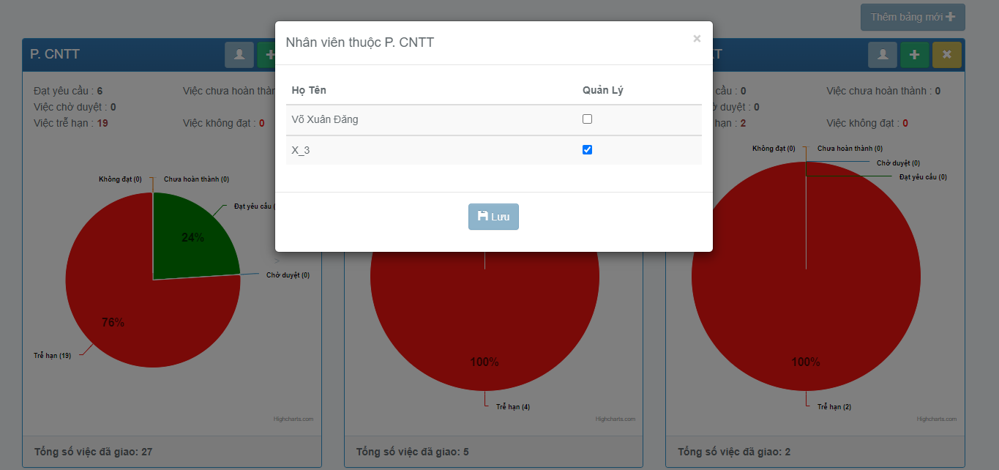 Thêm bảng mới
Nhân viên thuộc P. CNTT
×
Họ Tên
Quản Lý
Võ Xuân Đăng
X_3
Lưu
P. CNTT
Đạt yêu cầu : 6
Việc chưa hoàn thàn
Việc chờ duyệt : 0
Việc trễ hạn : 19
Việc không đạt : 0
Không đạt (0)
Chưa hoàn thành (0)
Đạt yêu cầu (
24%
>
Chờ duyệt (0)
76%
Trễ hạn (19)
Highcharts.com
Tổng số việc đã giao: 27
100%
Trễ hạn (4)
Highcharts.com
Tổng số việc đã giao: 5
T
cầu : 0
Việc chưa hoàn thành : 0
duyệt : 0
hạn : 2
Việc không đạt : 0
Không đạt (0)
Chưa hoàn thành (0)
Chờ duyệt (0)
Đạt yêu cầu (0)
100%
Trễ hạn (2)
Highcharts.com
Tổng số việc đã giao: 2